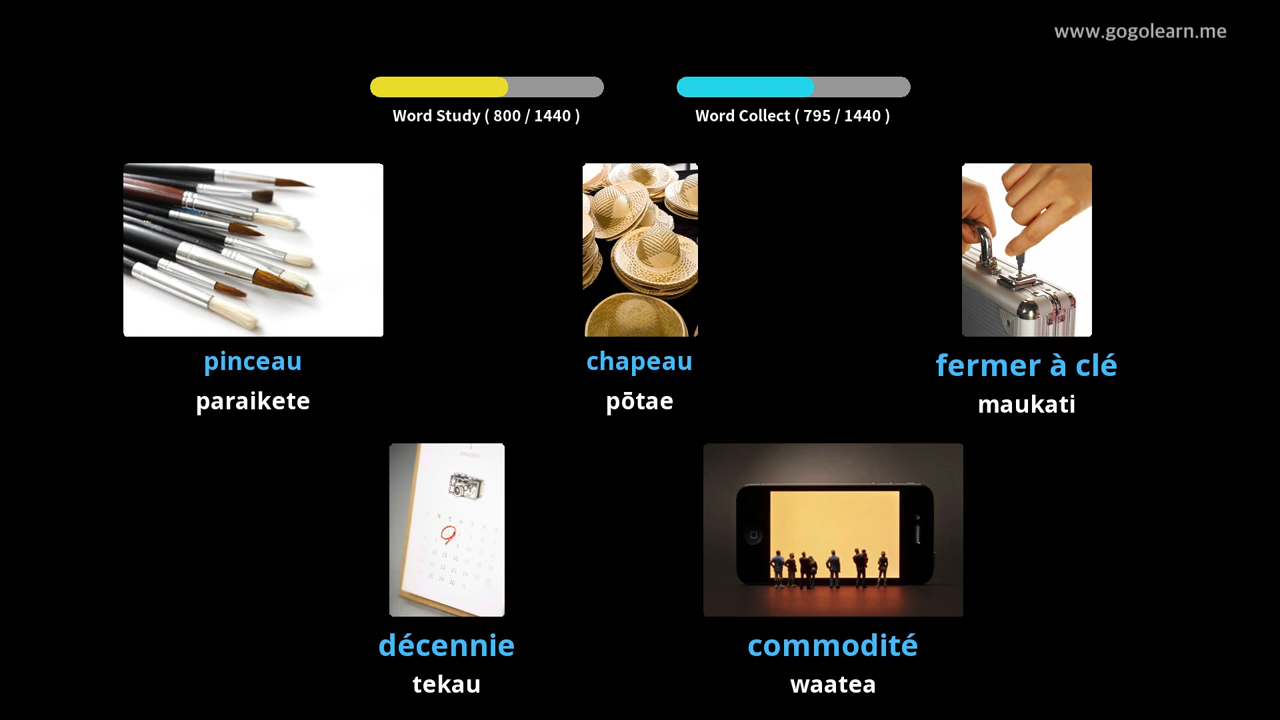 www.gogolearn.me
Word Study ( 800 / 1440 )
Word Collect ( 795 / 1440 )
pinceau
paraikete
chapeau
pōtae
fermer à clé
maukati
décennie
tekau
commodité
waatea